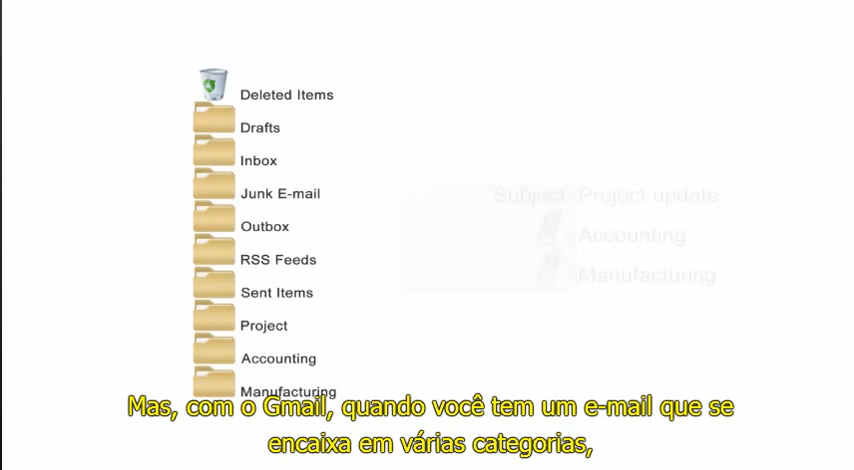 Deleted Items
Drafts
Inbox
Junk E-mail
Outbox
RSS Feeds
Sent Items
Project
Accounting
Manufacturing
Subject: Project update
Accounting
Manufacturing
Mas, com o Gmail, quando você tem um e-mail que se
encaixa em várias categorias,